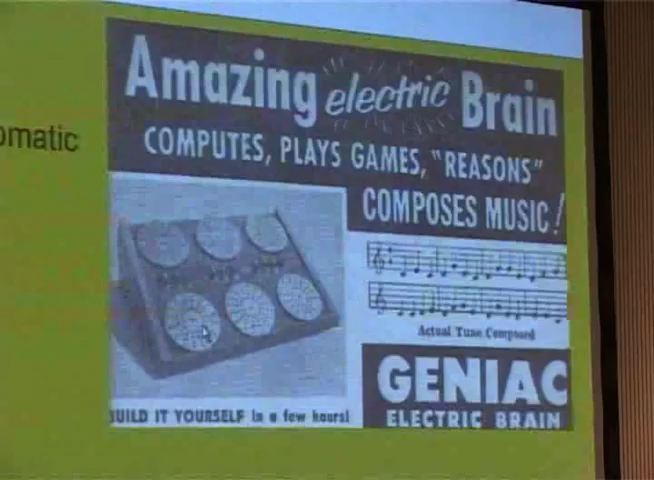 omatic
Amazing electric Brain
COMPUTES, PLAYS GAMES, "REASONS"
COMPOSES MUSIC!
Actual Tune Composed
GENIAC
ELECTRIC BRAIN
BUILD IT YOURSELF in a few hours!